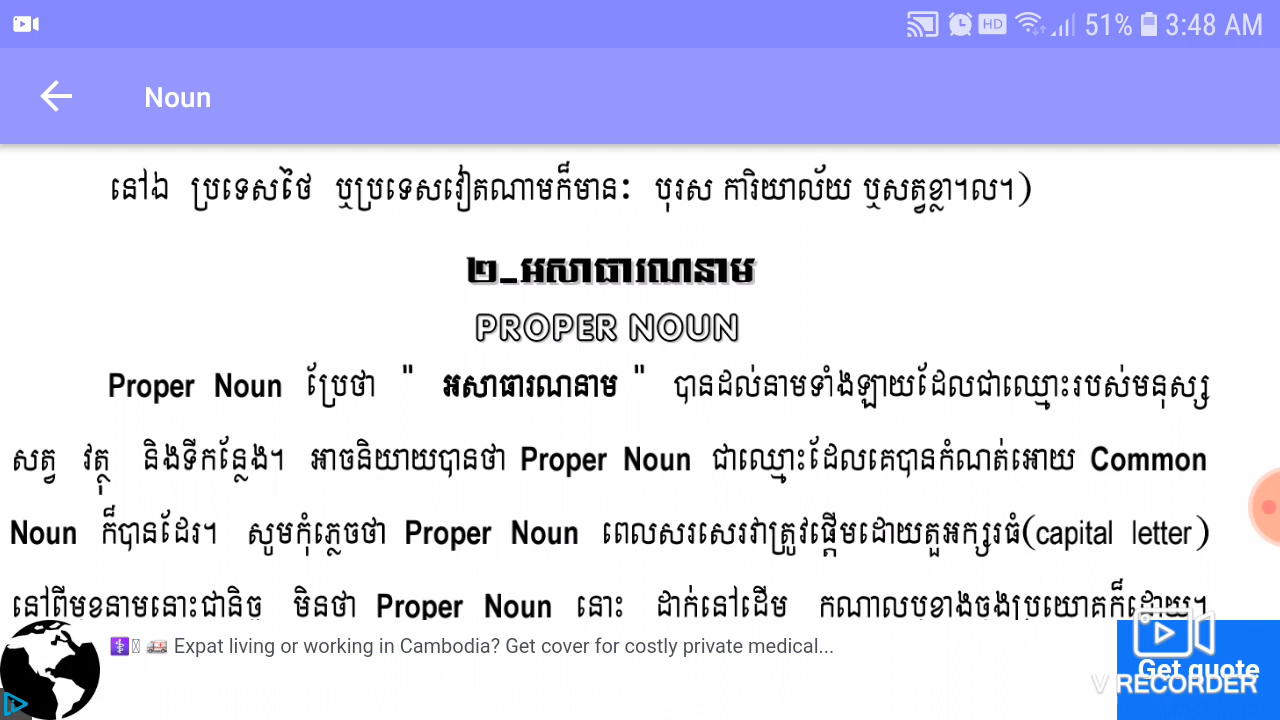 51% 3:48 AM
HD
Noun
នៅឯ ប្រទេសថៃ ឬប្រទេសវៀតណាមក៏មានៈ បុរស ការិយាល័យ ឬសត្វខ្លា។ល។)
២_អសាធារណនាម
PROPER NOUN
Proper Noun ប្រែថា " អសាធារណនាម " បានដល់នាមទាំងឡាយដែលជាឈ្មោះរបស់មនុស្ស
សត្វ វត្ថុ និងទីកន្លែង។ អាចនិយាយបានថា Proper Noun ជាឈ្មោះដែលគេបានកំណត់អោយ Common
Noun ក៏បានដែរ។ សូមកុំភ្លេចថា Proper Noun ពេលសរសេរវាត្រូវផ្តើមដោយតួអក្សរធំ(capital letter)
នៅពីមុខនាមនោះជានិច្ច មិនថា Proper Noun នោះ ដាក់នៅដើម កណ្តាលឬខាងចុងប្រយោគក៏ដោយ។
Expat living or working in Cambodia? Get cover for costly private medical...
Get quote
V RECORDER